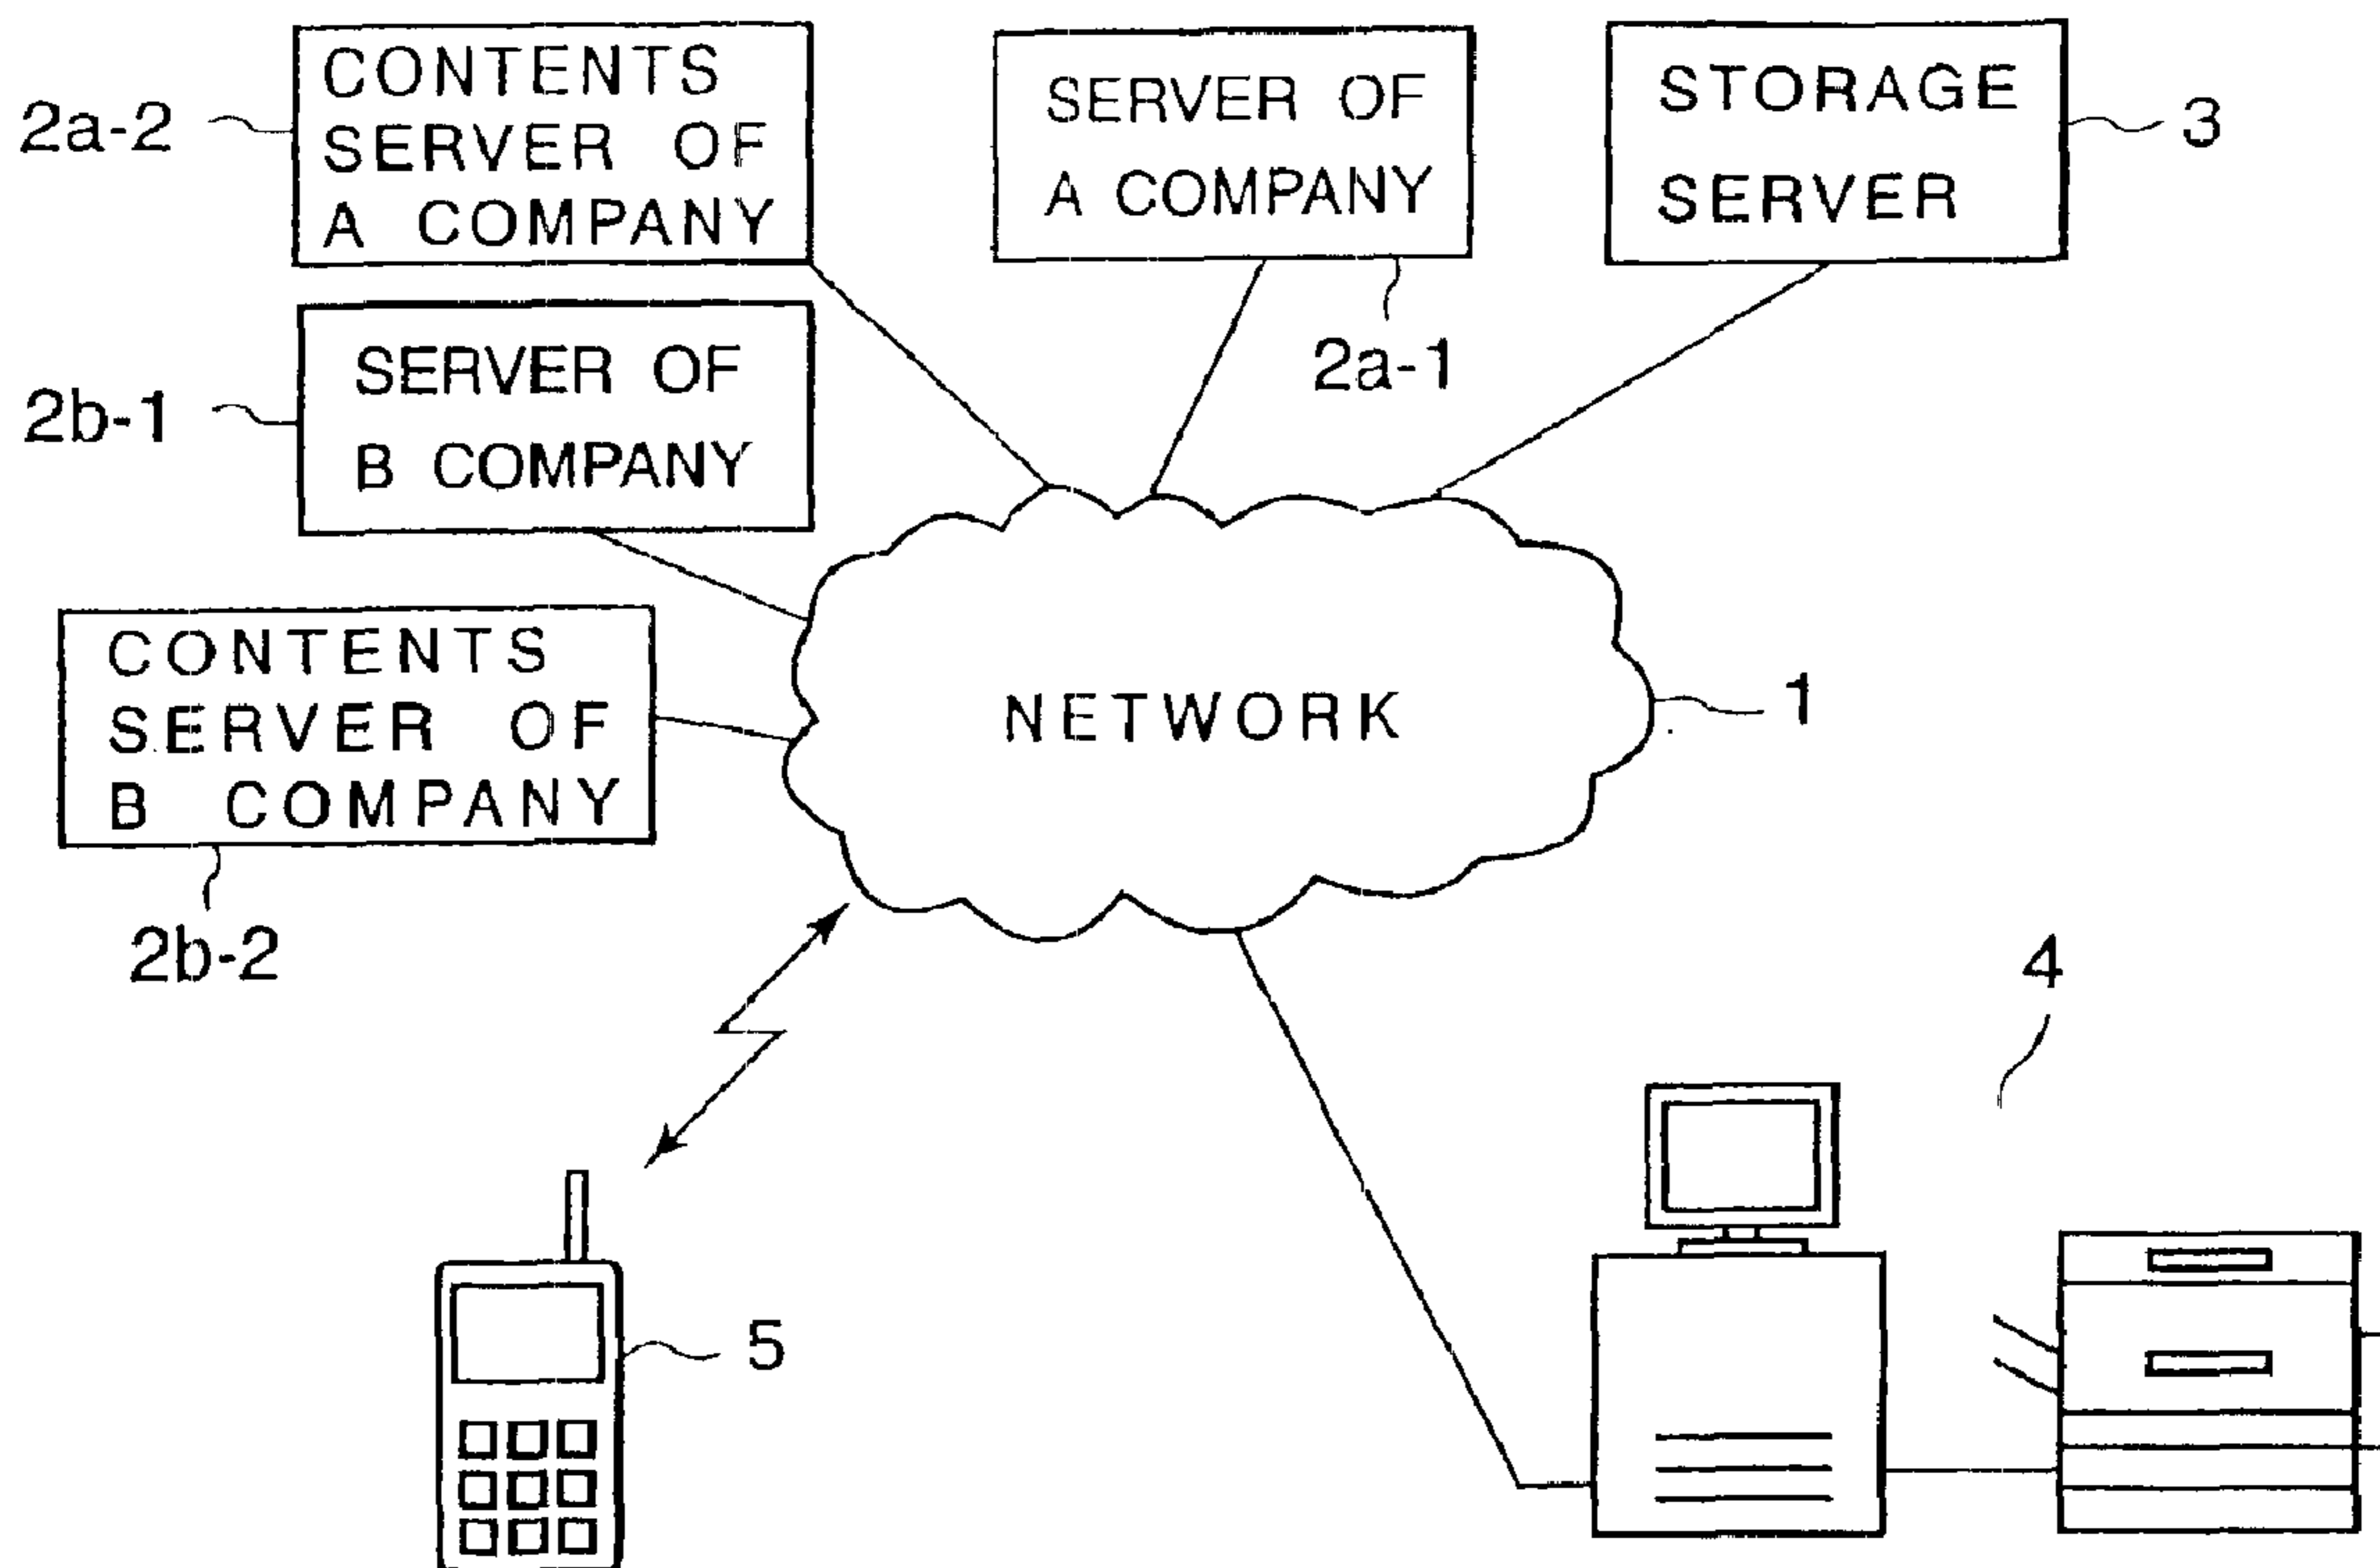 CONTENTS
SERVER OF
A COMPANY
2a-2
SERVER OF
A COMPANY
2a-1
STORAGE
SERVER
3
SERVER OF
B COMPANY
2b-1
CONTENTS
SERVER OF
B COMPANY
2b-2
NETWORK
1
4
5